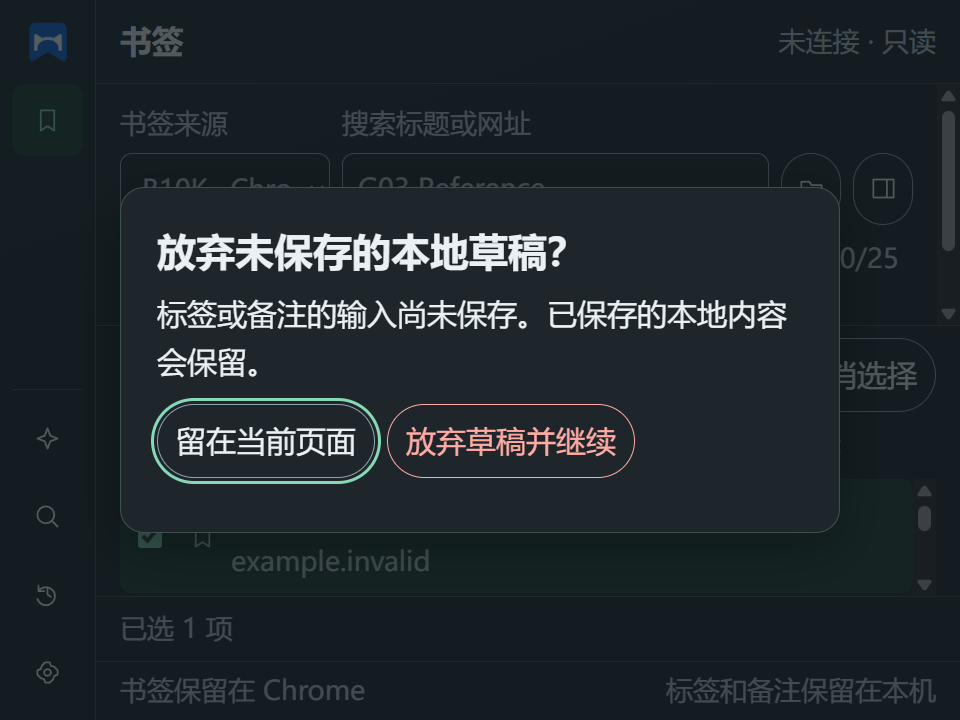 书签
未连接 · 只读
书签来源
搜索标题或网址
B10K Chro
G03 Reference
0/25
放弃未保存的本地草稿？
标签或备注的输入尚未保存。已保存的本地内容
会保留。
消选择
留在当前页面
放弃草稿并继续
example.invalid
已选 1 项
书签保留在 Chrome
标签和备注保留在本机